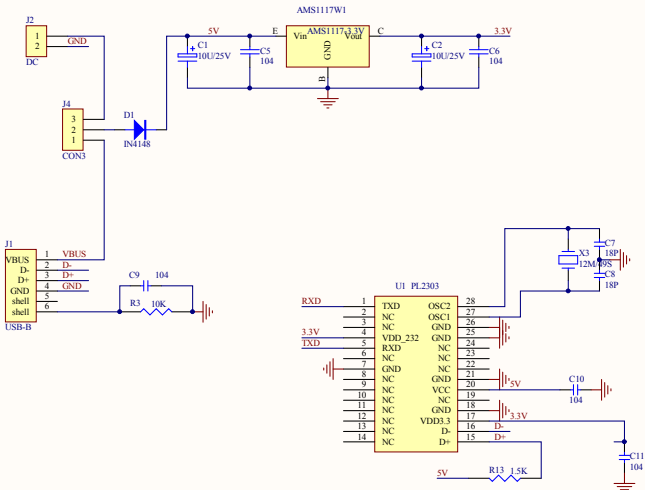 AMS1117W1
J2
1
2
GND
DC
5V
E
Vin
AMS1117-3.3V
Vout
GND
C
B
3.3V
C1
10U/25V
C5
104
C2
10U/25V
C6
104
J4
3
2
1
CON3
D1
IN4148
J1
VBUS 1 VBUS
D- 2 D-
D+ 3 D+
GND 4 GND
shell 5
shell 6
USB-B
C9 104
R3 10K
X3
12M/49S
C7
18P
C8
18P
U1 PL2303
RXD 1 TXD OSC2 28
2 NC OSC1 27
3 NC GND 26
3.3V 4 VDD_232 GND 25
TXD 5 RXD NC 24
6 NC NC 23
7 GND NC 22
8 NC GND 21
9 NC VCC 20 5V
10 NC NC 19
11 NC GND 18
12 NC VDD3.3 17 3.3V
13 NC D- 16 D-
14 NC D+ 15 D+
C10
104
C11
104
5V R13 1.5K